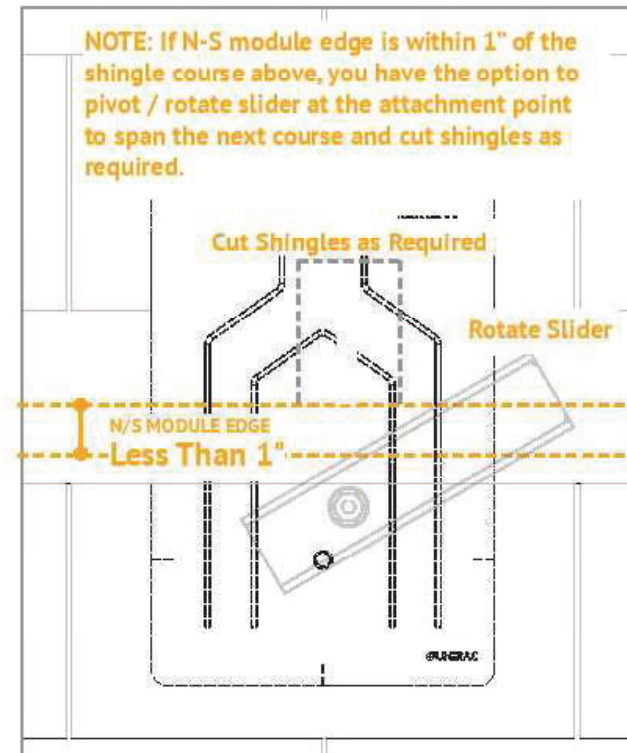 NOTE: If N-S module edge is within 1" of the
shingle course above, you have the option to
pivot / rotate slider at the attachment point
to span the next course and cut shingles as
required.
Cut Shingles as Required
Rotate Slider
N/S MODULE EDGE
Less Than 1"
UNIRAC